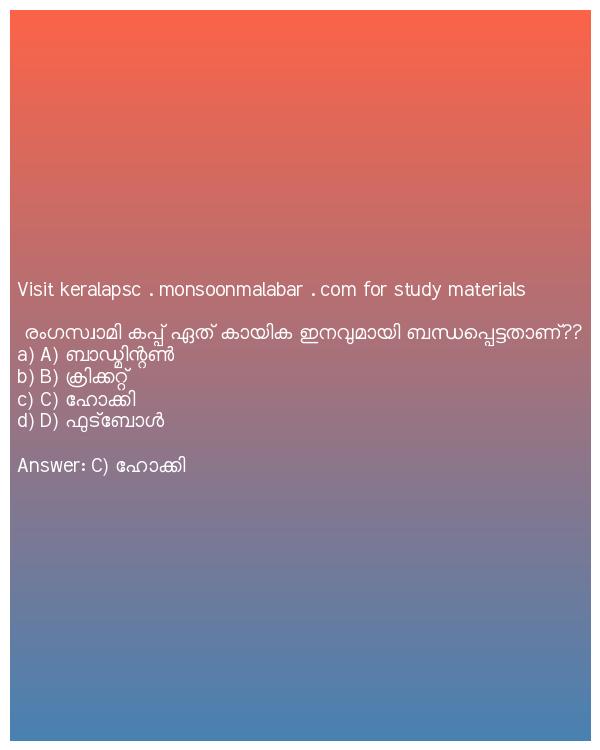 Visit keralapsc . monsoonmalabar . com for study materials
രംഗസ്വാമി കപ്പ് ഏത് കായിക ഇനവുമായി ബന്ധപ്പെട്ടതാണ്??
a) A) ബാഡ്മിന്റൺ
b) B) ക്രിക്കറ്റ്
c) C) ഹോക്കി
d) D) ഫുട്ബോൾ
Answer: C) ഹോക്കി